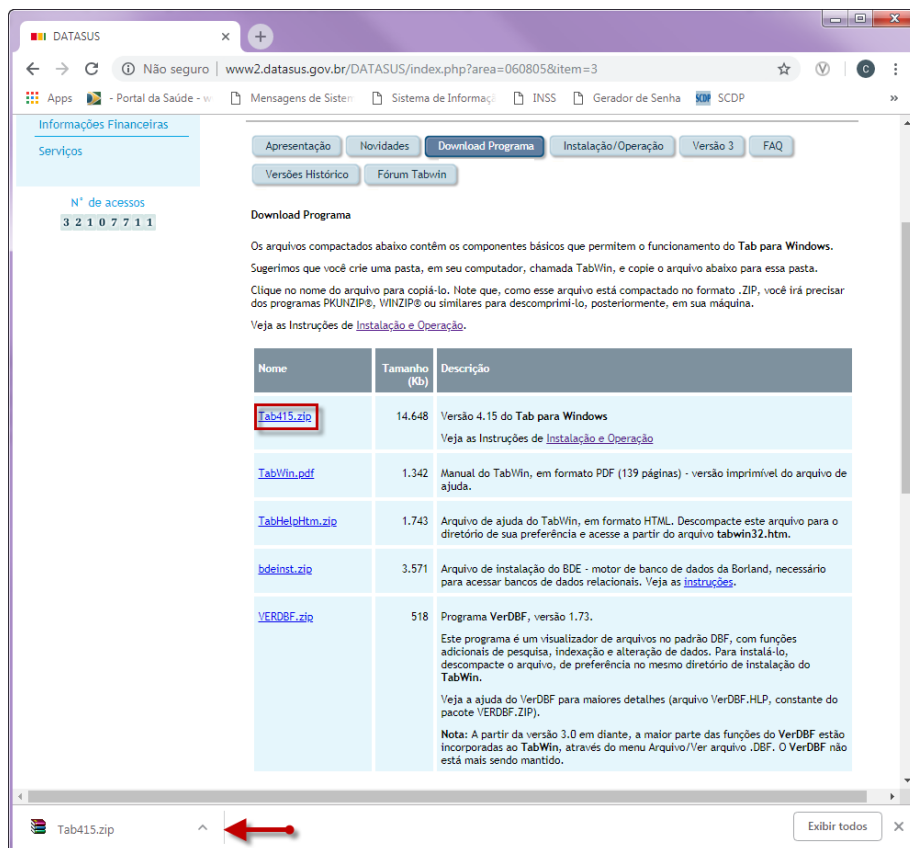 DATASUS
Não seguro | www2.datasus.gov.br/DATASUS/index.php?area=060805&item=3
C
Apps - Portal da Saúde - w Mensagens de Sistem Sistema de Informaçã INSS Gerador de Senha SCDP SCDP »
Informações Financeiras
Serviços
N° de acessos
3 2 1 0 7 7 1 1
Apresentação Novidades Download Programa Instalação/Operação Versão 3 FAQ
Versões Histórico Fórum Tabwin
Download Programa
Os arquivos compactados abaixo contêm os componentes básicos que permitem o funcionamento do Tab para Windows.
Sugerimos que você crie uma pasta, em seu computador, chamada TabWin, e copie o arquivo abaixo para essa pasta.
Clique no nome do arquivo para copiá-lo. Note que, como esse arquivo está compactado no formato .ZIP, você irá precisar
dos programas PKUNZIP®, WINZIP® ou similares para descomprimi-lo, posteriormente, em sua máquina.
Veja as Instruções de Instalação e Operação.
Nome Tamanho Descrição
(Kb)
Tab415.zip 14.648 Versão 4.15 do Tab para Windows
Veja as Instruções de Instalação e Operação
TabWin.pdf 1.342 Manual do TabWin, em formato PDF (139 páginas) - versão imprimível do arquivo de
ajuda.
TabHelpHtm.zip 1.743 Arquivo de ajuda do TabWin, em formato HTML. Descompacte este arquivo para o
diretório de sua preferência e acesse a partir do arquivo tabwin32.htm.
bdeinst.zip 3.571 Arquivo de instalação do BDE - motor de banco de dados da Borland, necessário
para acessar bancos de dados relacionais. Veja as instruções.
VERDBF.zip 518 Programa VerDBF, versão 1.73.
Este programa é um visualizador de arquivos no padrão DBF, com funções
adicionais de pesquisa, indexação e alteração de dados. Para instalá-lo,
descompacte o arquivo, de preferência no mesmo diretório de instalação do
TabWin.
Veja a ajuda do VerDBF para maiores detalhes (arquivo VerDBF.HLP, constante do
pacote VERDBF.ZIP).
Nota: A partir da versão 3.0 em diante, a maior parte das funções do VerDBF estão
incorporadas ao TabWin, através do menu Arquivo/Ver arquivo .DBF. O VerDBF não
está mais sendo mantido.
Tab415.zip Exibir todos